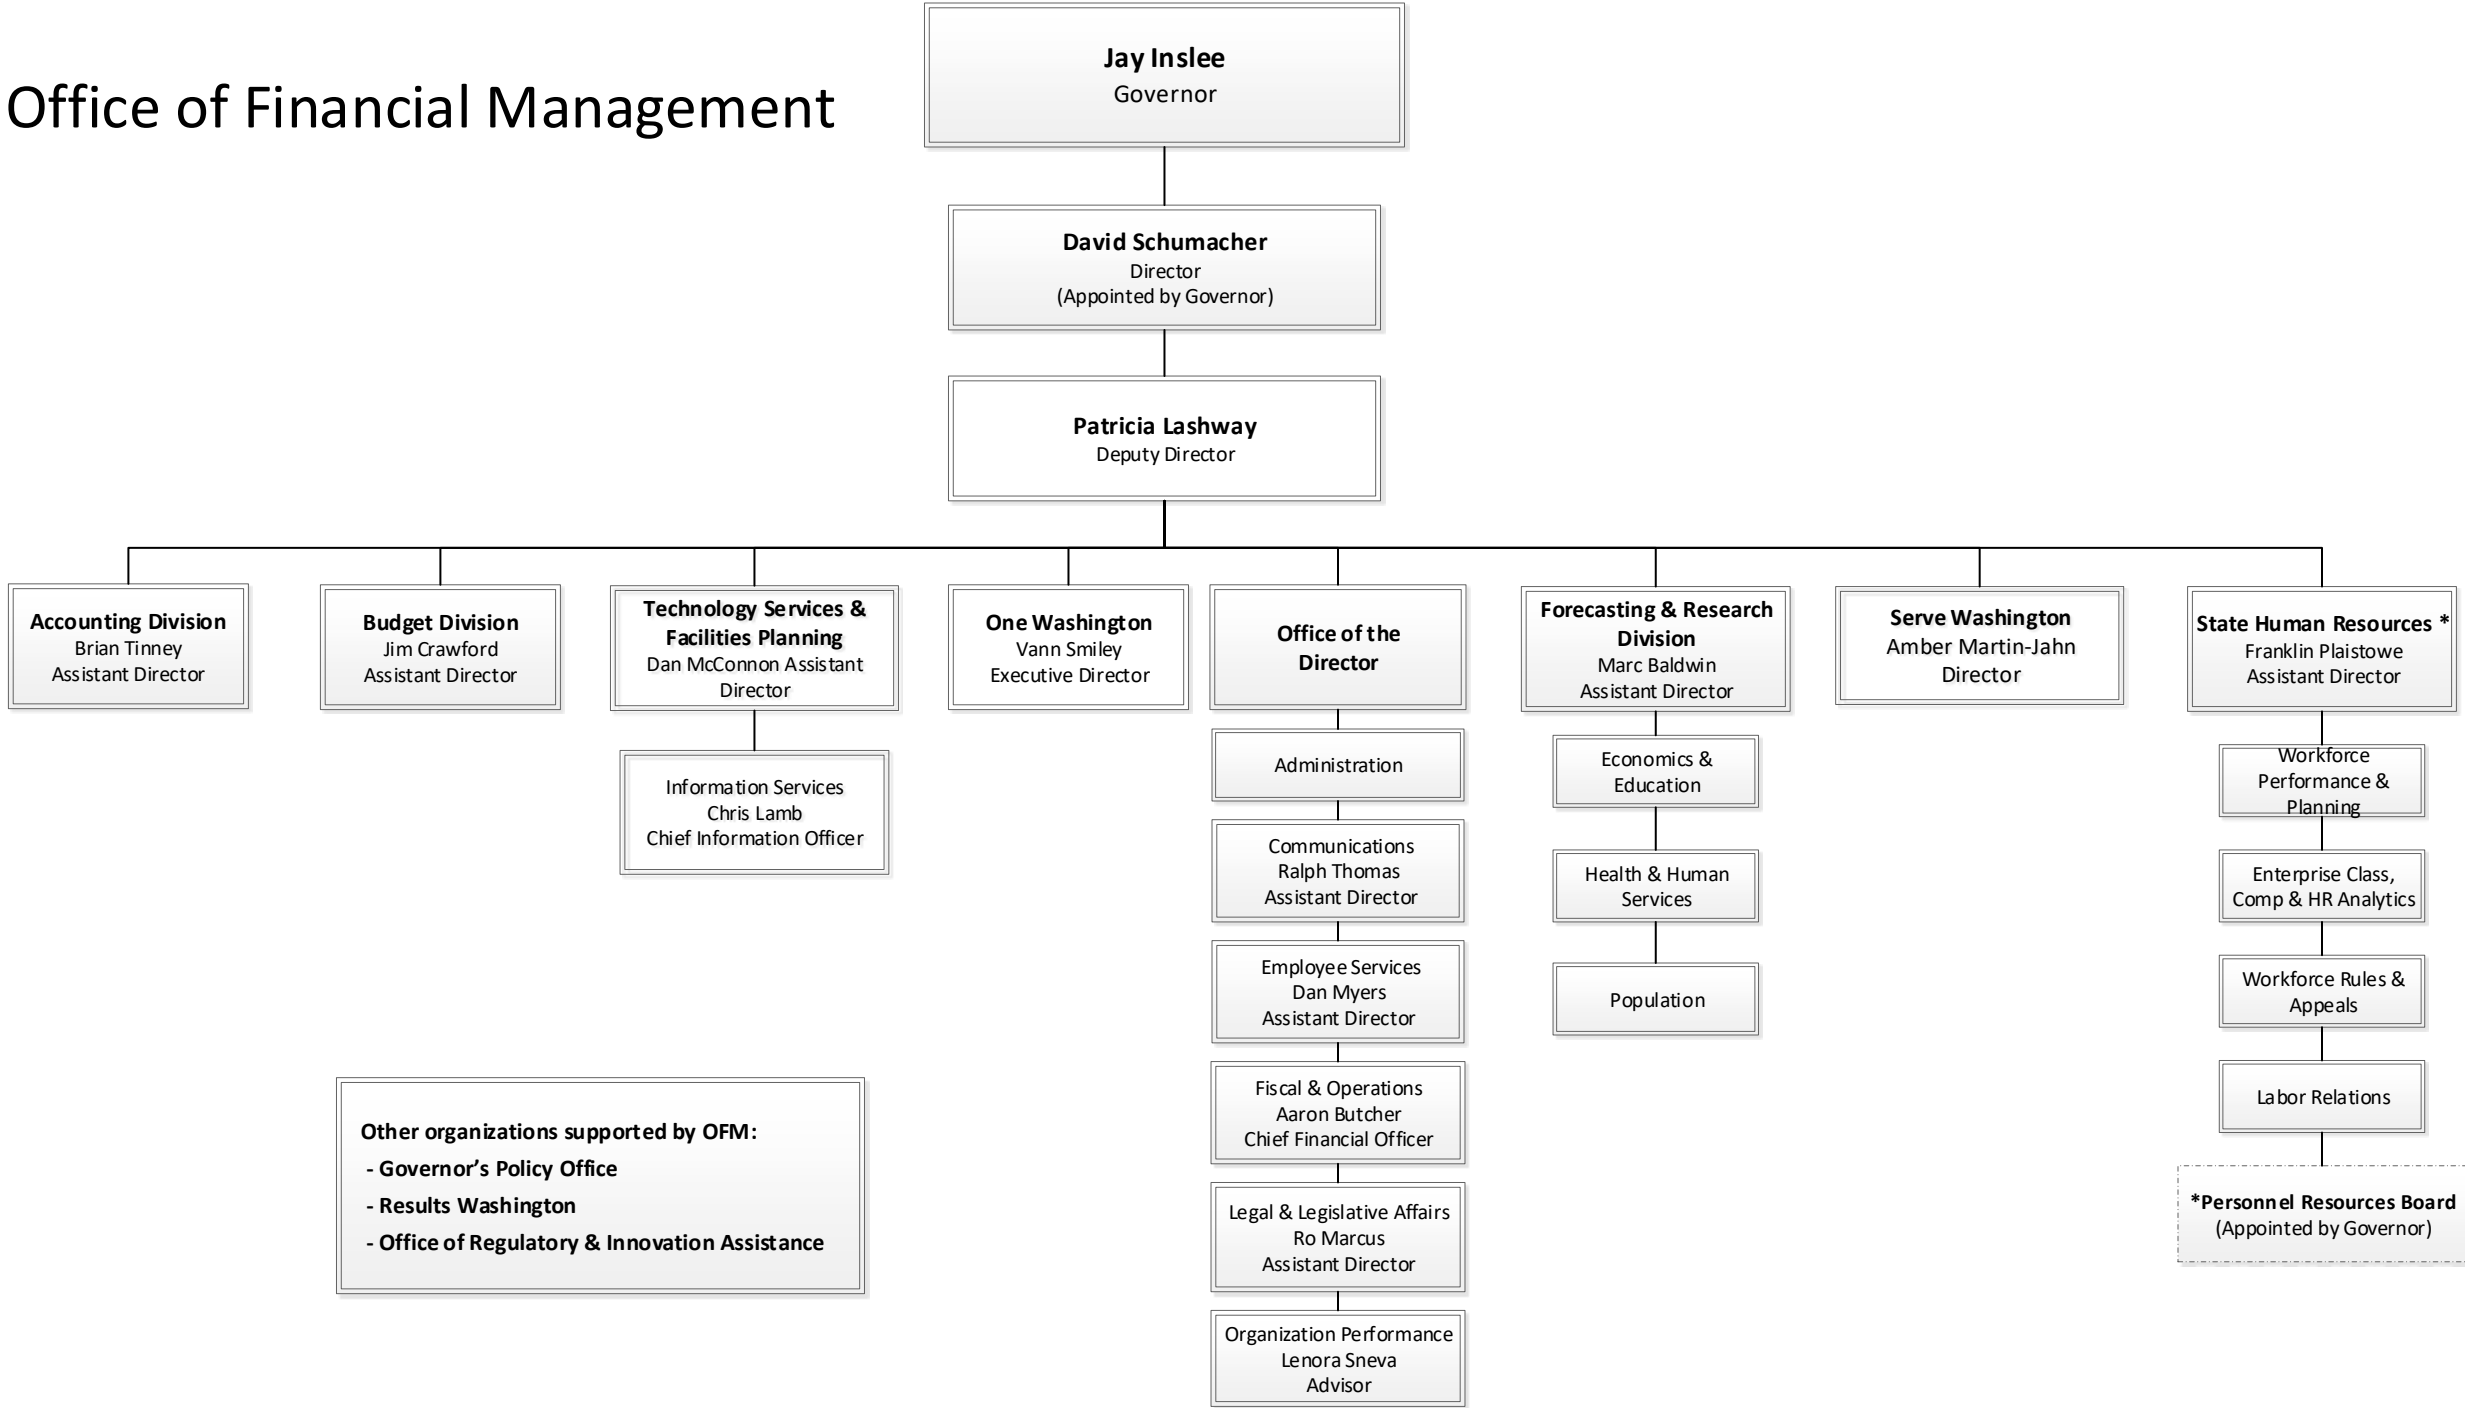 Office of Financial Management
Jay Inslee
Governor
David Schumacher
Director
(Appointed by Governor)
Patricia Lashway
Deputy Director
Accounting Division
Brian Tinney
Assistant Director
Budget Division
Jim Crawford
Assistant Director
Technology Services &
Facilities Planning
Dan McConnon Assistant
Director
Information Services
Chris Lamb
Chief Information Officer
One Washington
Vann Smiley
Executive Director
Office of the
Director
Administration
Communications
Ralph Thomas
Assistant Director
Employee Services
Dan Myers
Assistant Director
Fiscal & Operations
Aaron Butcher
Chief Financial Officer
Legal & Legislative Affairs
Ro Marcus
Assistant Director
Organization Performance
Lenora Sneva
Advisor
Forecasting & Research
Division
Marc Baldwin
Assistant Director
Economics &
Education
Health & Human
Services
Population
Serve Washington
Amber Martin-Jahn
Director
State Human Resources *
Franklin Plaistowe
Assistant Director
Workforce
Performance &
Planning
Enterprise Class,
Comp & HR Analytics
Workforce Rules &
Appeals
Labor Relations
*Personnel Resources Board
(Appointed by Governor)
Other organizations supported by OFM:
- Governor’s Policy Office
- Results Washington
- Office of Regulatory & Innovation Assistance